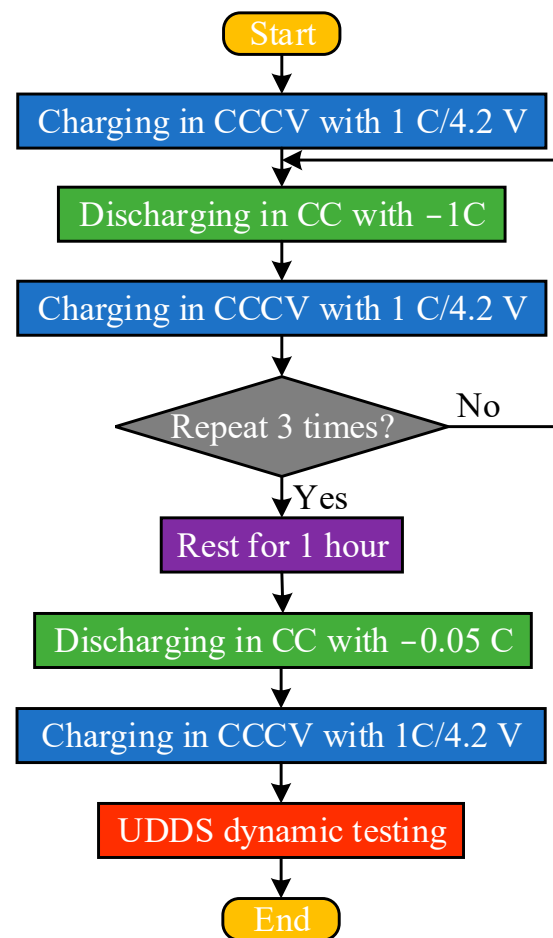 Start
Charging in CCCV with 1 C/4.2 V
Discharging in CC with −1C
Charging in CCCV with 1 C/4.2 V
Repeat 3 times?
No
Yes
Rest for 1 hour
Discharging in CC with −0.05 C
Charging in CCCV with 1C/4.2 V
UDDS dynamic testing
End